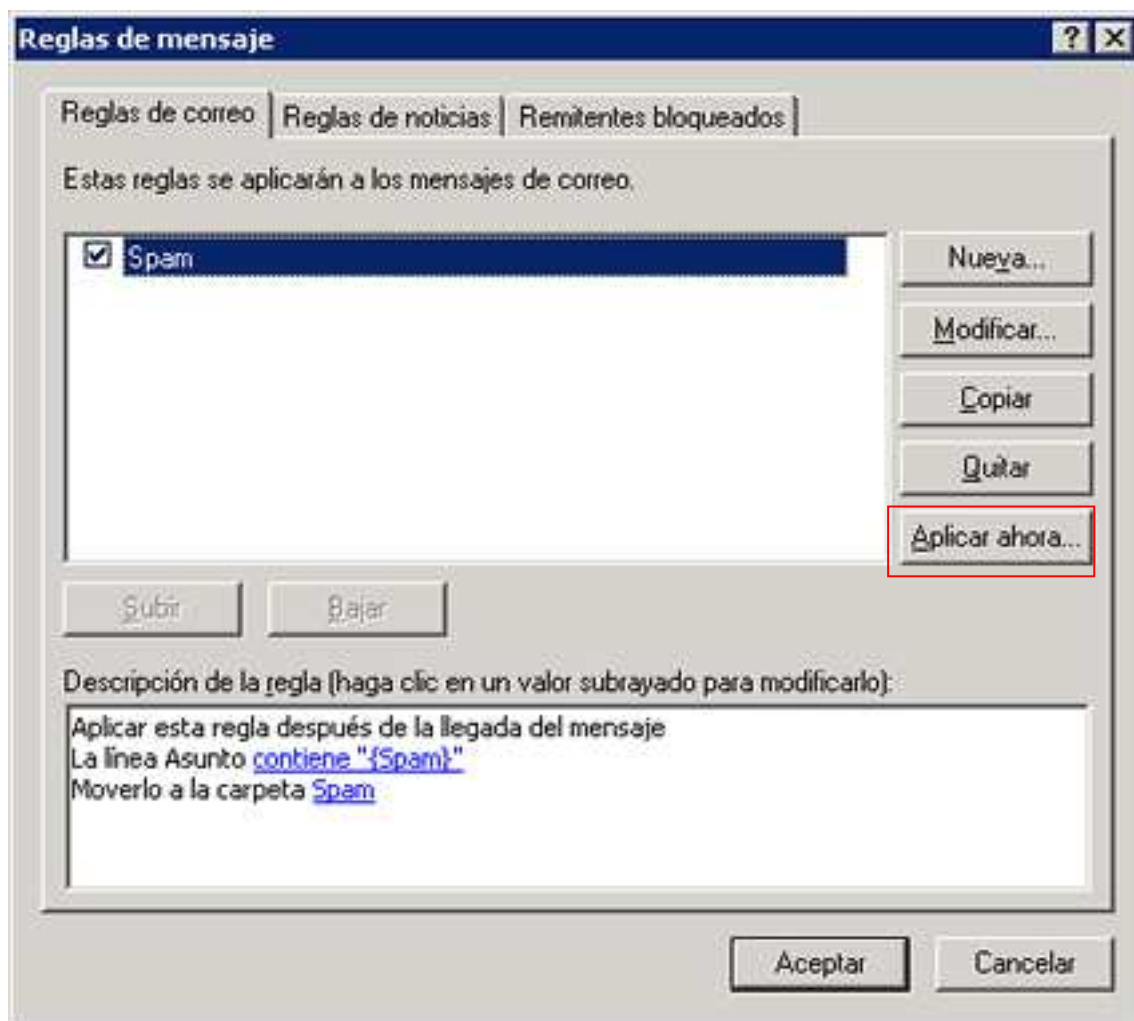 Reglas de mensaje
Reglas de correo
Reglas de noticias
Remitentes bloqueados
Estas reglas se aplicarán a los mensajes de correo.
Spam
Nueva...
Modificar...
Copiar
Quitar
Aplicar ahora...
Subir
Bajar
Descripción de la regla (haga clic en un valor subrayado para modificarlo):
Aplicar esta regla después de la llegada del mensaje
La línea Asunto contiene "{Spam}"
Moverlo a la carpeta Spam
Aceptar
Cancelar